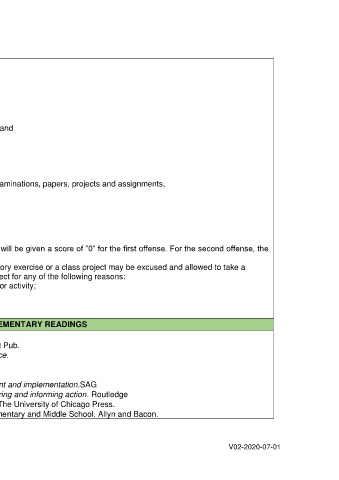 and
aminations, papers, projects and assignments,
will be given a score of "0" for the first offense. For the second offense, the
ory exercise or a class project may be excused and allowed to take a
ect for any of the following reasons:
or activity;
EMENTARY READINGS
t Pub.
ce.
nt and implementation.SAG
ring and informing action. Routledge
The University of Chicago Press.
mentary and Middle School. Allyn and Bacon.
V02-2020-07-01